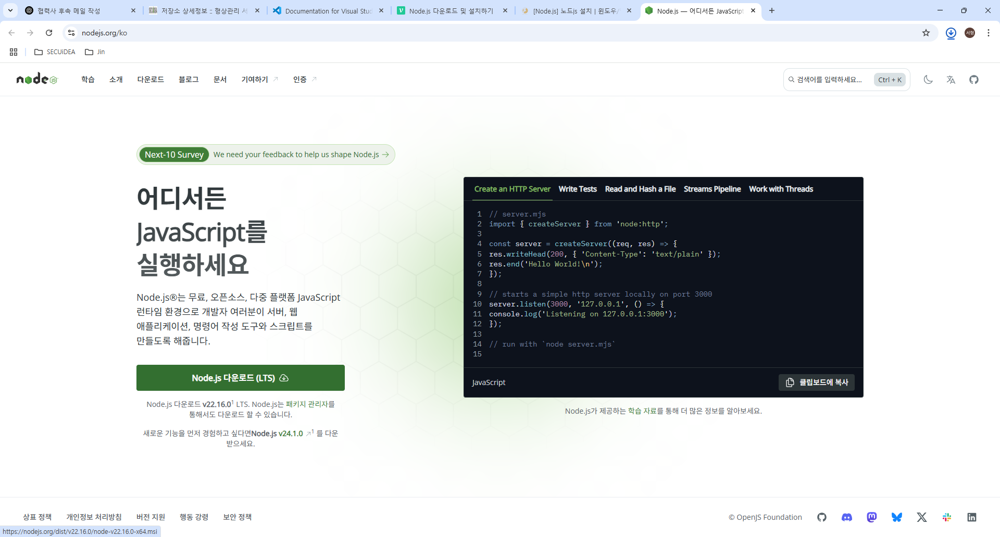 협력사 후속 메일 작성
저장소 상세정보 :: 형상관리 서
Documentation for Visual Stud
Node.js 다운로드 및 설치하기
[Node.js] 노드js 설치 | 윈도우/
Node.js — 어디서든 JavaScript
nodejs.org/ko
서형
SECUiDEA
Jin
node JS
학습
소개
다운로드
블로그
문서
기여하기
인증
검색어를 입력하세요...
Ctrl + K
Next-10 Survey
We need your feedback to help us shape Node.js
어디서든
JavaScript를
실행하세요
Node.js®는 무료, 오픈소스, 다중 플랫폼 JavaScript
런타임 환경으로 개발자 여러분이 서버, 웹
애플리케이션, 명령어 작성 도구와 스크립트를
만들도록 해줍니다.
Node.js 다운로드 (LTS)
Node.js 다운로드 v22.16.0¹ LTS. Node.js는 패키지 관리자를
통해서도 다운로드 할 수 있습니다.
새로운 기능을 먼저 경험하고 싶다면Node.js v24.1.0 ↗¹ 를 다운
받으세요.
Create an HTTP Server
Write Tests
Read and Hash a File
Streams Pipeline
Work with Threads
1 // server.mjs
2 import { createServer } from 'node:http';
3
4 const server = createServer((req, res) => {
5 res.writeHead(200, { 'Content-Type': 'text/plain' });
6 res.end('Hello World!\n');
7 });
8
9 // starts a simple http server locally on port 3000
10 server.listen(3000, '127.0.0.1', () => {
11 console.log('Listening on 127.0.0.1:3000');
12 });
13
14 // run with `node server.mjs`
15
JavaScript
클립보드에 복사
Node.js가 제공하는 학습 자료를 통해 더 많은 정보를 알아보세요.
상표 정책
개인정보 처리방침
버전 지원
행동 강령
보안 정책
© OpenJS Foundation
https://nodejs.org/dist/v22.16.0/node-v22.16.0-x64.msi